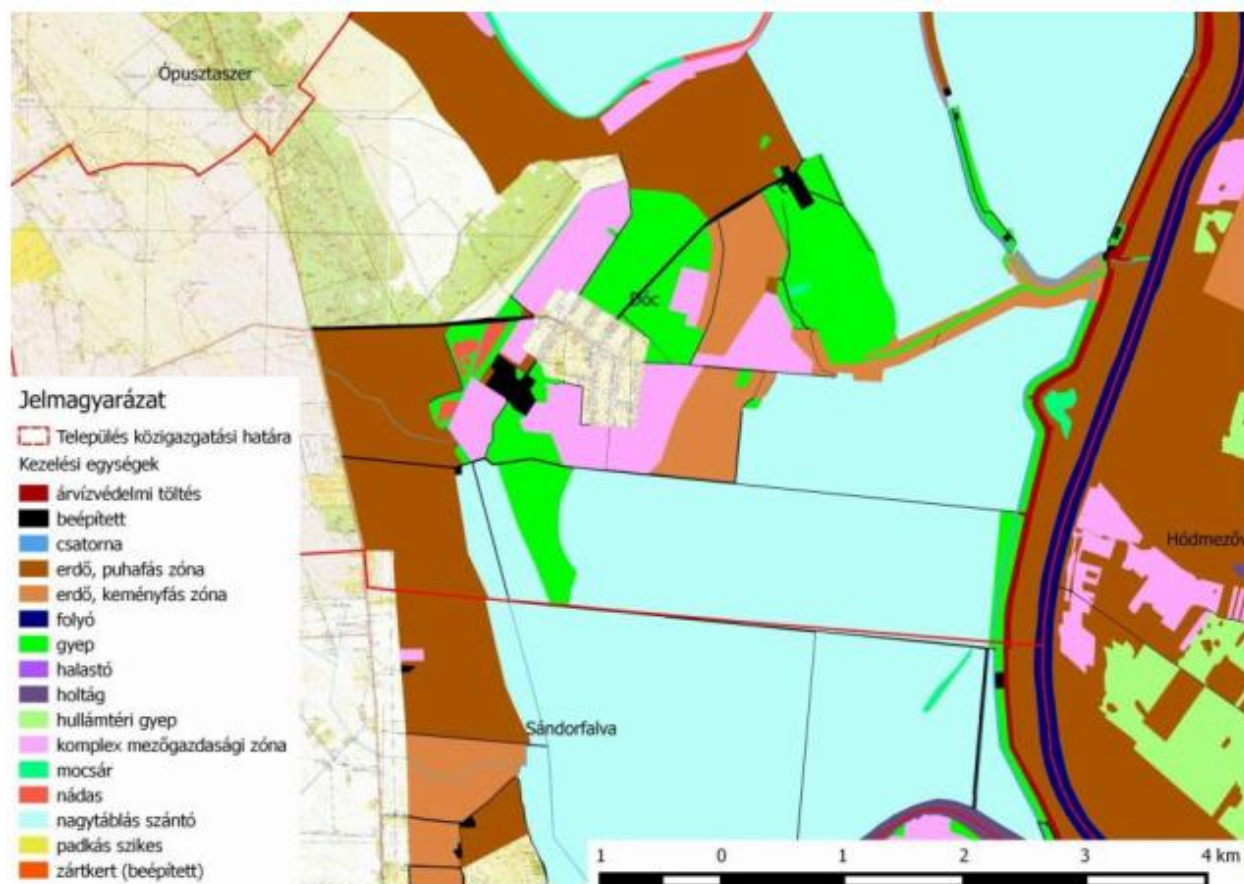 Ópusztaszer
Dóc
Jelmagyarázat
Település közigazgatási határa
Kezelési egységek
árvízvédelmi töltés
beépített
csatorna
erdő, puhafás zóna
erdő, keményfás zóna
folyó
gyep
halastó
holtág
hullámtéri gyep
komplex mezőgazdasági zóna
mocsár
nádas
nagytáblás szántó
padkás szikes
zártkert (beépített)
Hódmezőv
Sándorfalva
1 0 1 2 3 4 km